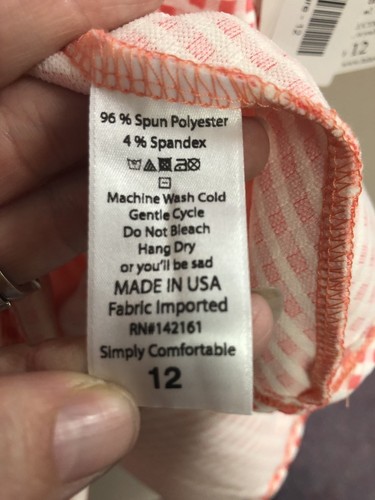 96 % Spun Polyester
4 % Spandex
Machine Wash Cold
Gentle Cycle
Do Not Bleach
Hang Dry
or you'll be sad
MADE IN USA
Fabric Imported
RN#142161
Simply Comfortable
12
12